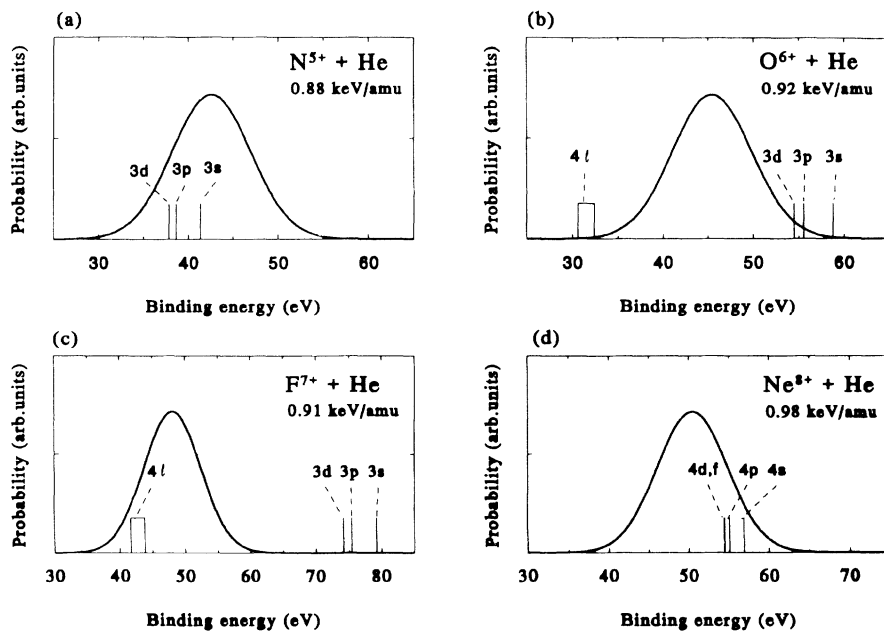 (a)
N⁵⁺ + He
0.88 keV/amu
3d 3p 3s
Probability (arb.units)
30 40 50 60
Binding energy (eV)
(b)
O⁶⁺ + He
0.92 keV/amu
4 l 3d 3p 3s
Probability (arb.units)
30 40 50 60
Binding energy (eV)
(c)
F⁷⁺ + He
0.91 keV/amu
4 l 3d 3p 3s
Probability (arb.units)
30 40 50 60 70 80
Binding energy (eV)
(d)
Ne⁸⁺ + He
0.98 keV/amu
4d,f 4p 4s
Probability (arb.units)
30 40 50 60 70
Binding energy (eV)